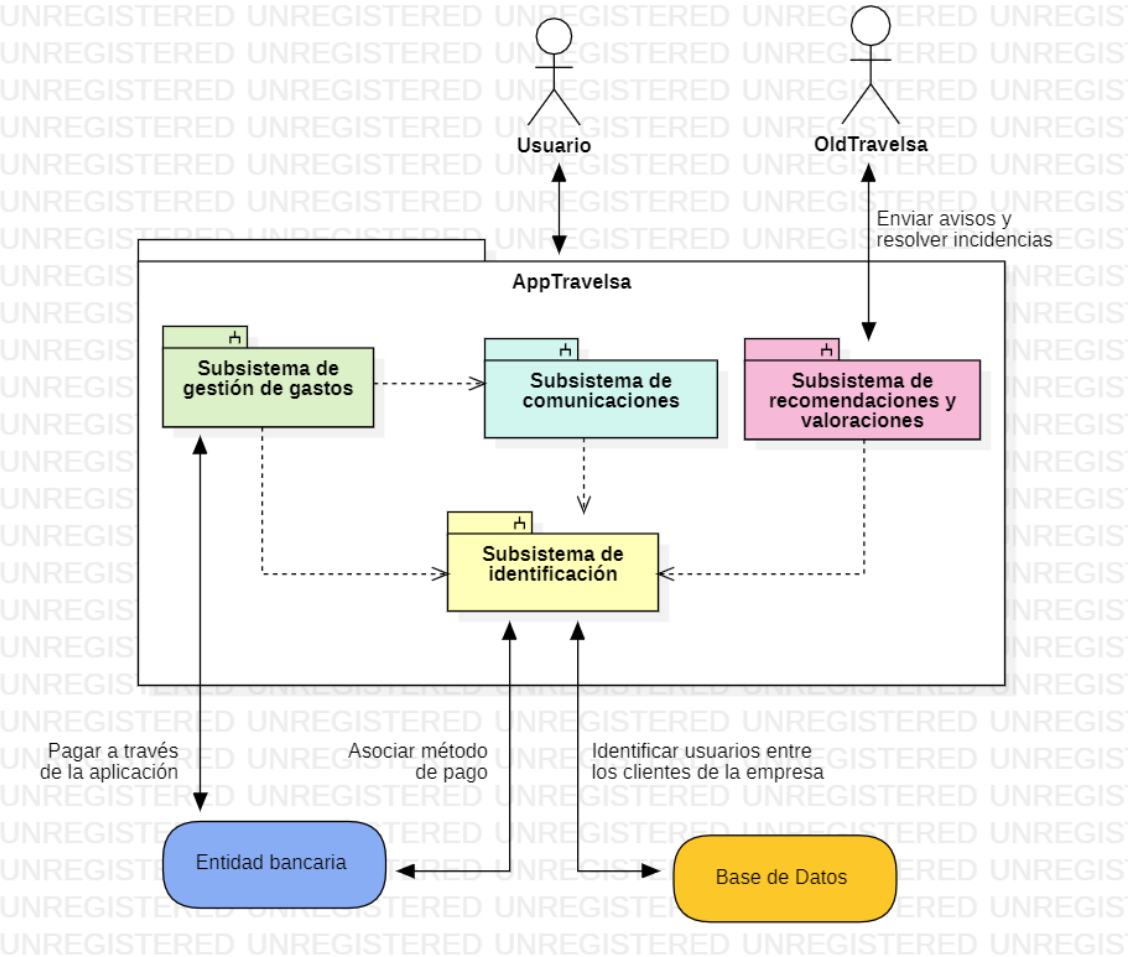 Usuario
OldTravelsa
Enviar avisos y
resolver incidencias
AppTravelsa
Subsistema de
gestión de gastos
Subsistema de
comunicaciones
Subsistema de
recomendaciones y
valoraciones
Subsistema de
identificación
Pagar a través
de la aplicación
Asociar método
de pago
Identificar usuarios entre
los clientes de la empresa
Entidad bancaria
Base de Datos
UNREGISTERED